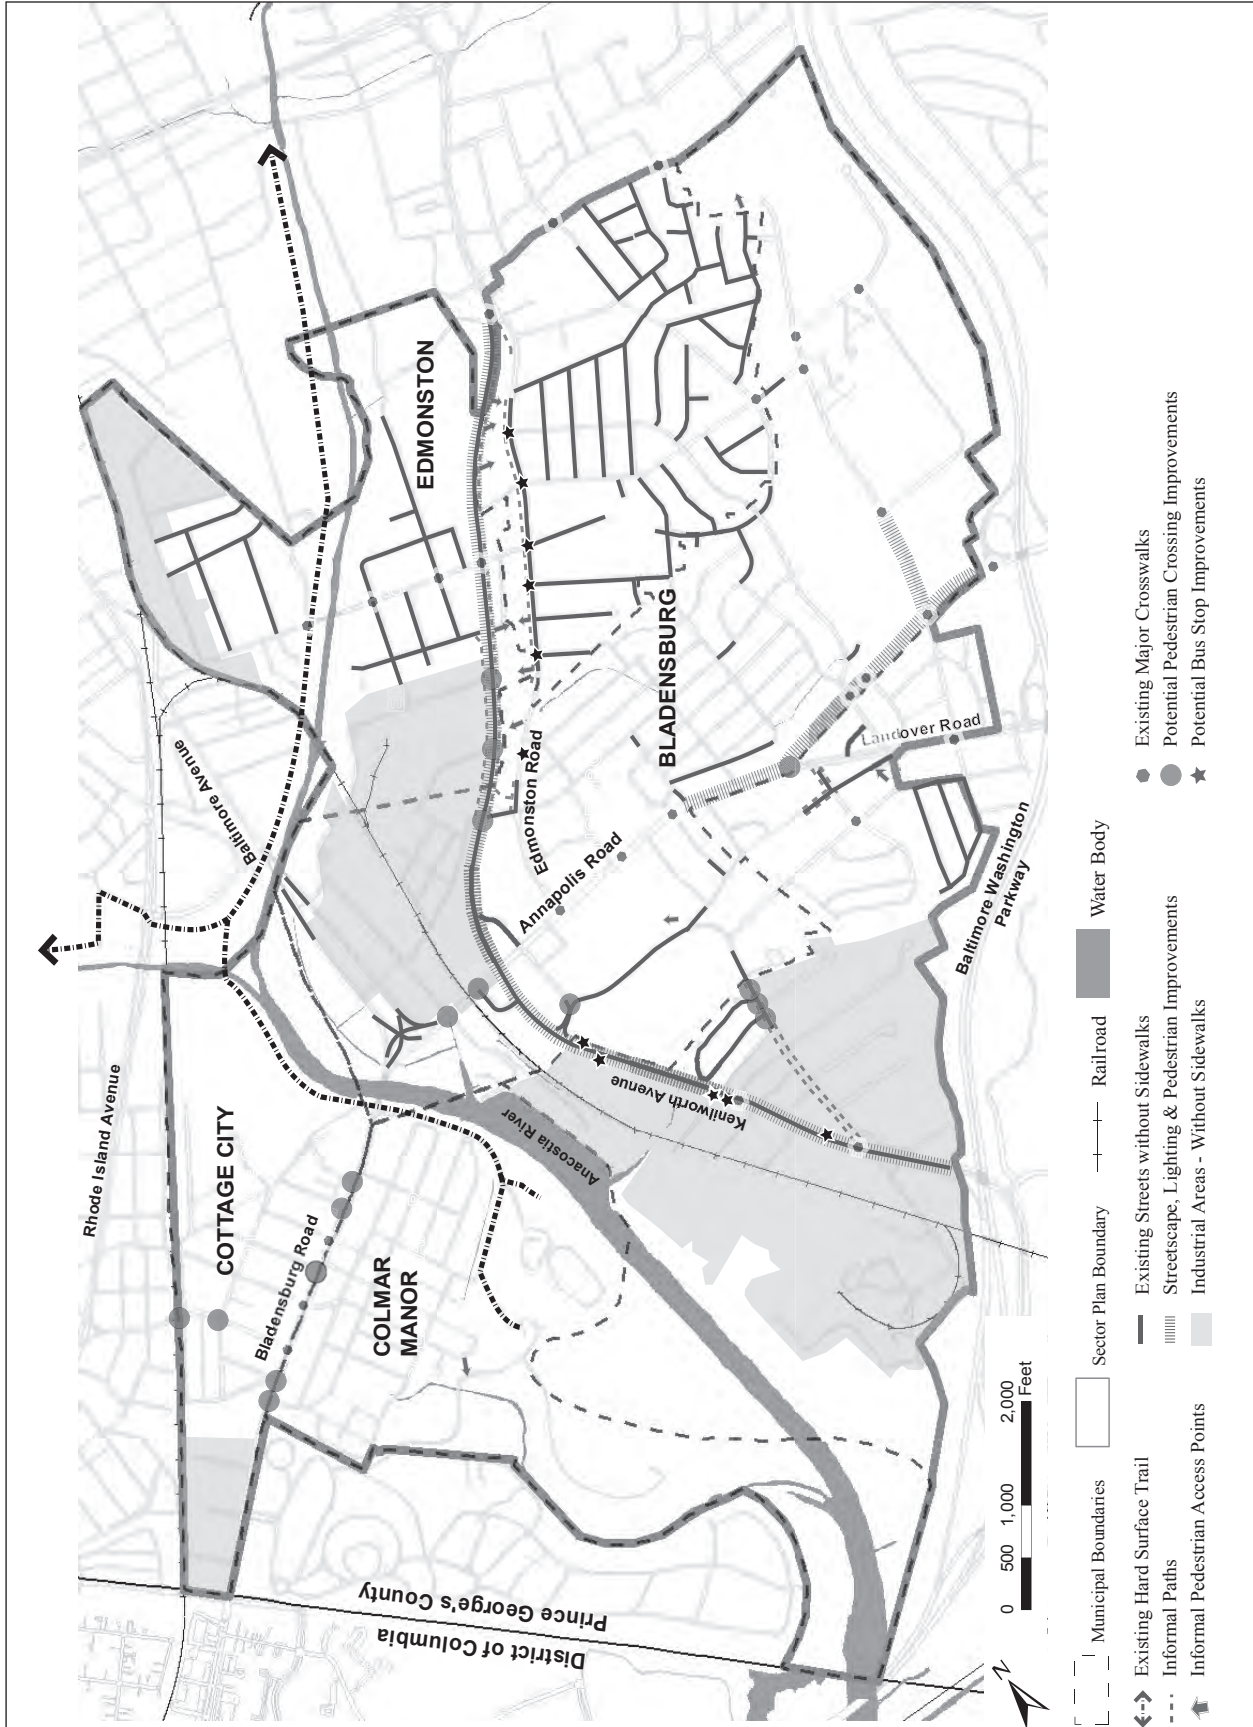 Rhode Island Avenue
Baltimore Avenue
COTTAGE CITY
EDMONSTON
Bladensburg Road
COLMAR
MANOR
Anacostia River
Kenilworth Avenue
Edmonston Road
Annapolis Road
BLADENSBURG
Landover Road
Baltimore Washington
Parkway
Prince George's County
District of Columbia
N
0 500 1,000 2,000
Feet
Municipal Boundaries
Sector Plan Boundary
Railroad
Water Body
Existing Hard Surface Trail
Informal Paths
Informal Pedestrian Access Points
Existing Streets without Sidewalks
Streetscape, Lighting & Pedestrian Improvements
Industrial Areas - Without Sidewalks
Existing Major Crosswalks
Potential Pedestrian Crossing Improvements
Potential Bus Stop Improvements